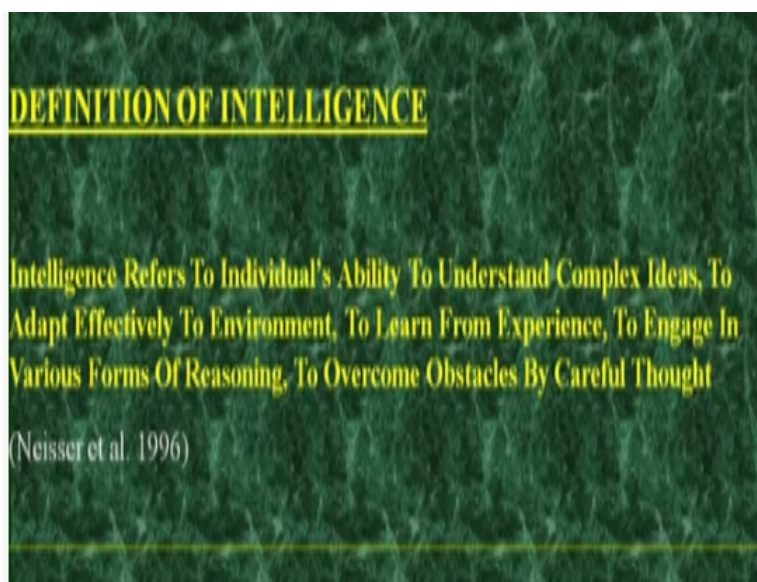 DEFINITION OF INTELLIGENCE
Intelligence Refers To Individual's Ability To Understand Complex Ideas, To
Adapt Effectively To Environment, To Learn From Experience, To Engage In
Various Forms Of Reasoning, To Overcome Obstacles By Careful Thought
(Neisser et al. 1996)